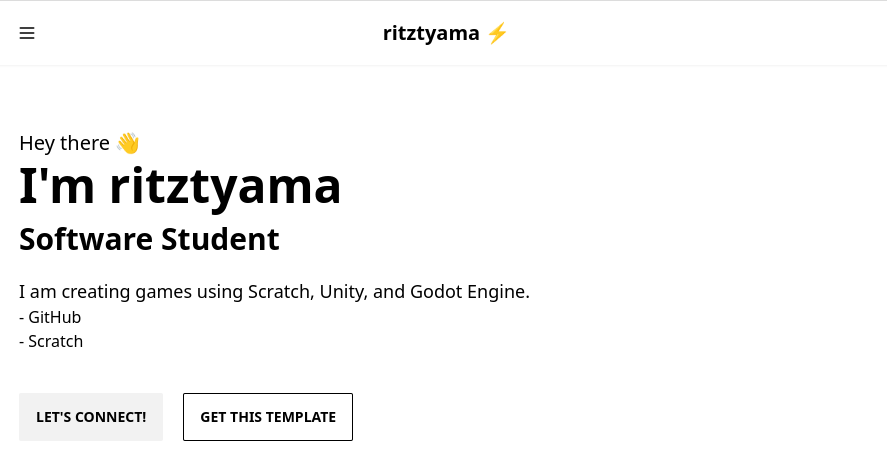 ritztyama ⚡
Hey there 👋
I'm ritztyama
Software Student
I am creating games using Scratch, Unity, and Godot Engine.
- GitHub
- Scratch
LET'S CONNECT!
GET THIS TEMPLATE